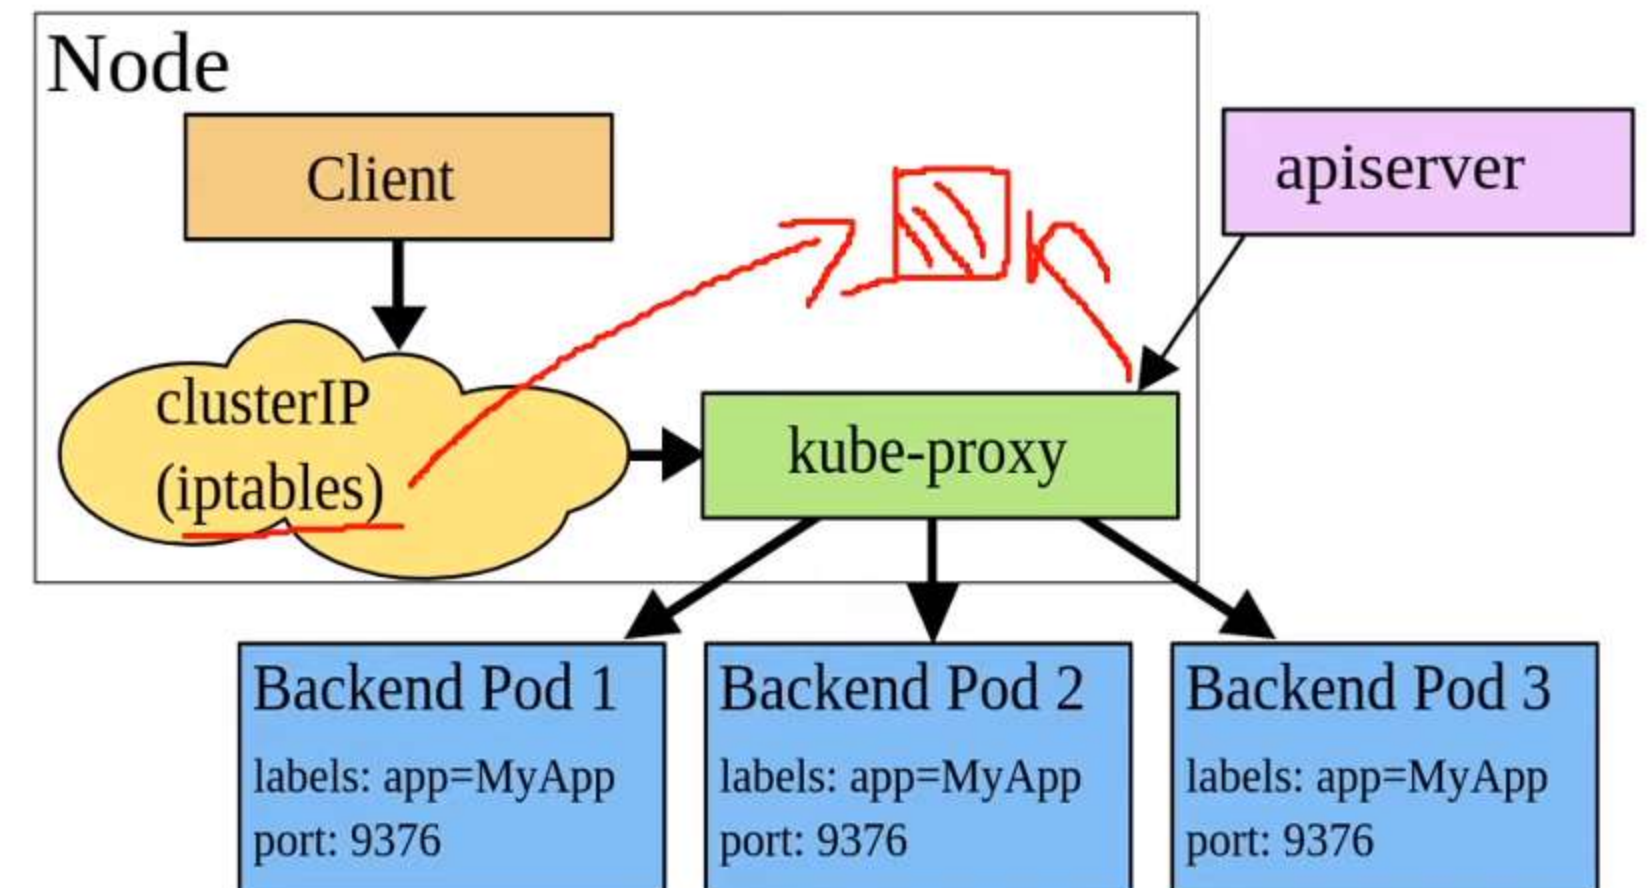 Node
Client
apiserver
clusterIP
(iptables)
kube-proxy
Backend Pod 1
labels: app=MyApp
port: 9376
Backend Pod 2
labels: app=MyApp
port: 9376
Backend Pod 3
labels: app=MyApp
port: 9376